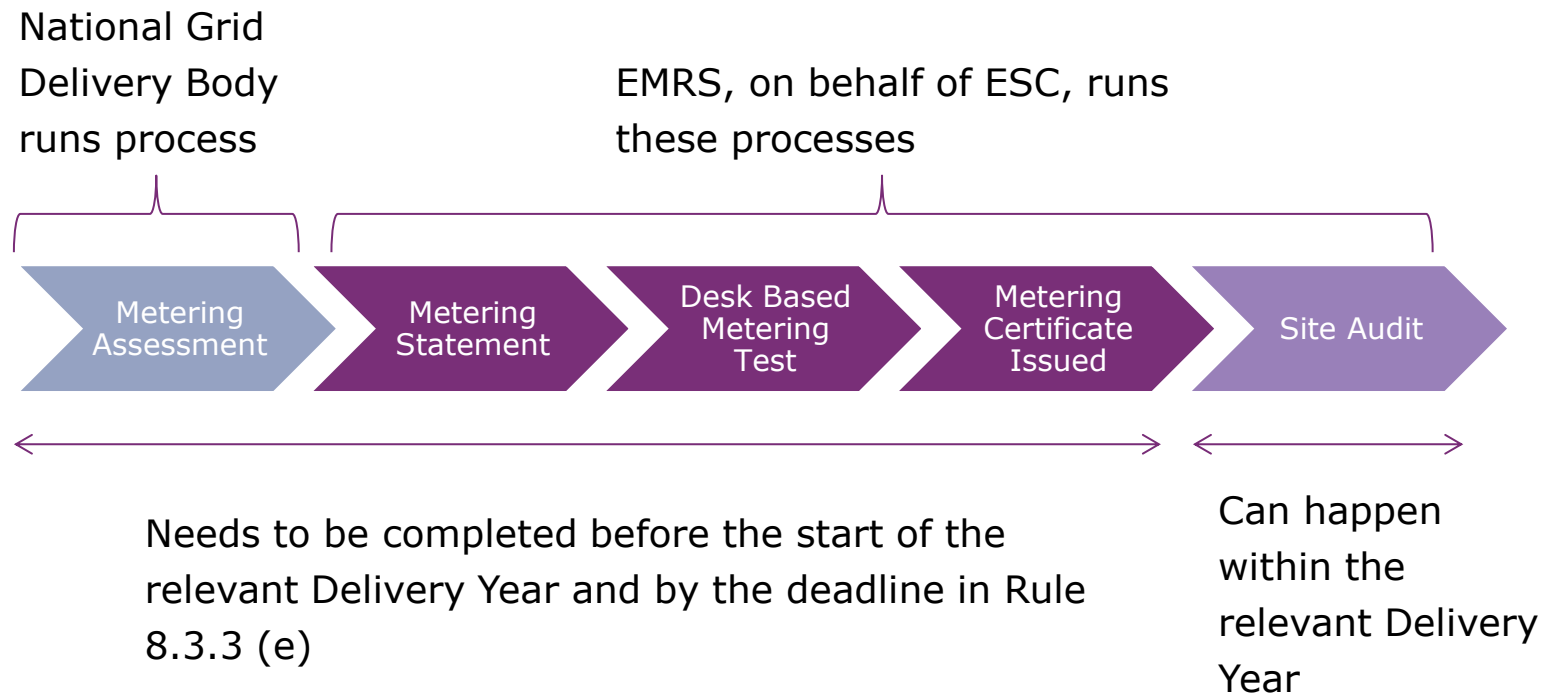 National Grid
Delivery Body
runs process
EMRS, on behalf of ESC, runs
these processes
Metering
Assessment
Metering
Statement
Desk Based
Metering
Test
Metering
Certificate
Issued
Site Audit
Needs to be completed before the start of the
relevant Delivery Year and by the deadline in Rule
8.3.3 (e)
Can happen
within the
relevant Delivery
Year